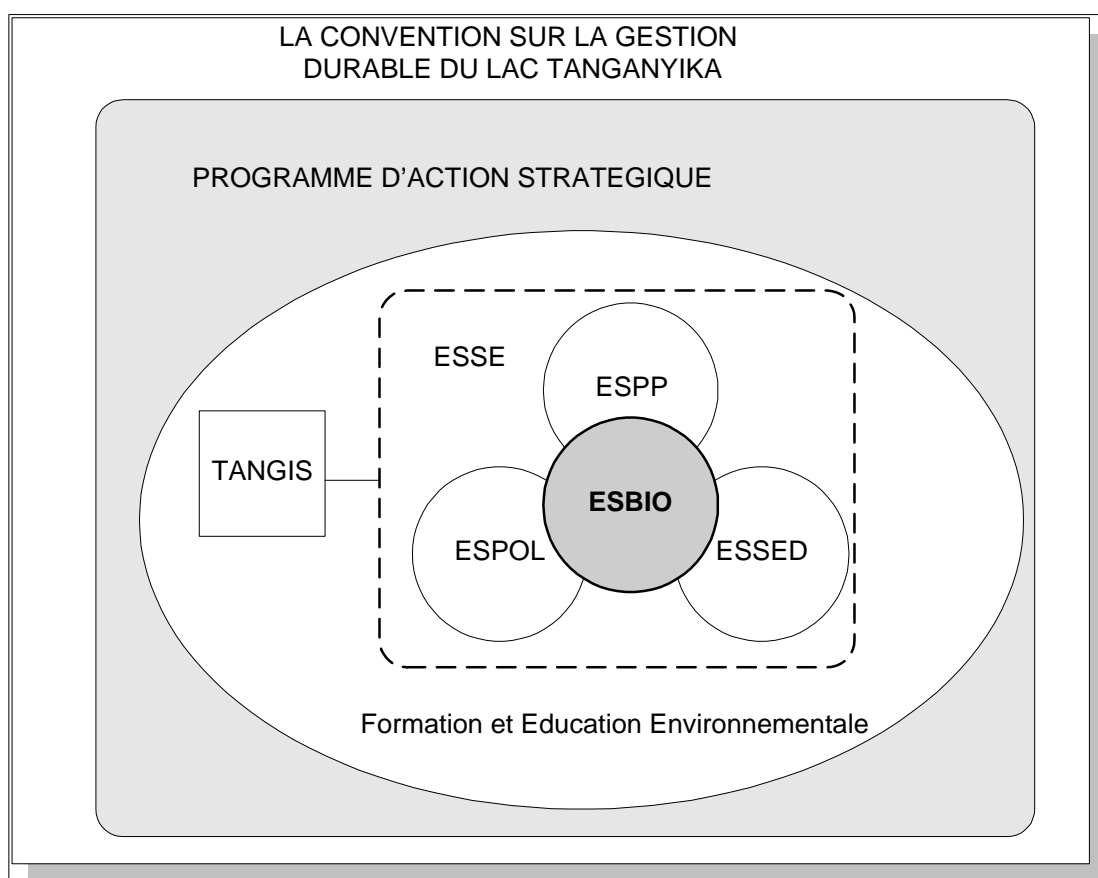 LA CONVENTION SUR LA GESTION
DURABLE DU LAC TANGANYIKA
PROGRAMME D'ACTION STRATEGIQUE
ESSE
ESPP
TANGIS
ESBIO
ESPOL
ESSED
Formation et Education Environnementale